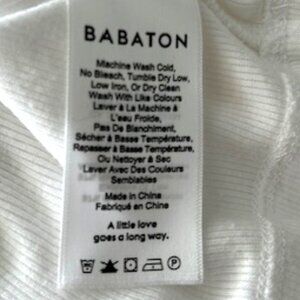 BABATON
Machine Wash Cold,
No Bleach, Tumble Dry Low,
Low Iron, Or Dry Clean
Wash With Like Colours
Laver à La Machine à
L'eau Froide,
Pas De Blanchiment,
Sécher à Basse Température,
Repasser à Basse Température,
Ou Nettoyer à Sec
Laver Avec Des Couleurs
Semblables
Made in China
Fabriqué en Chine
A little love
goes a long way.
P